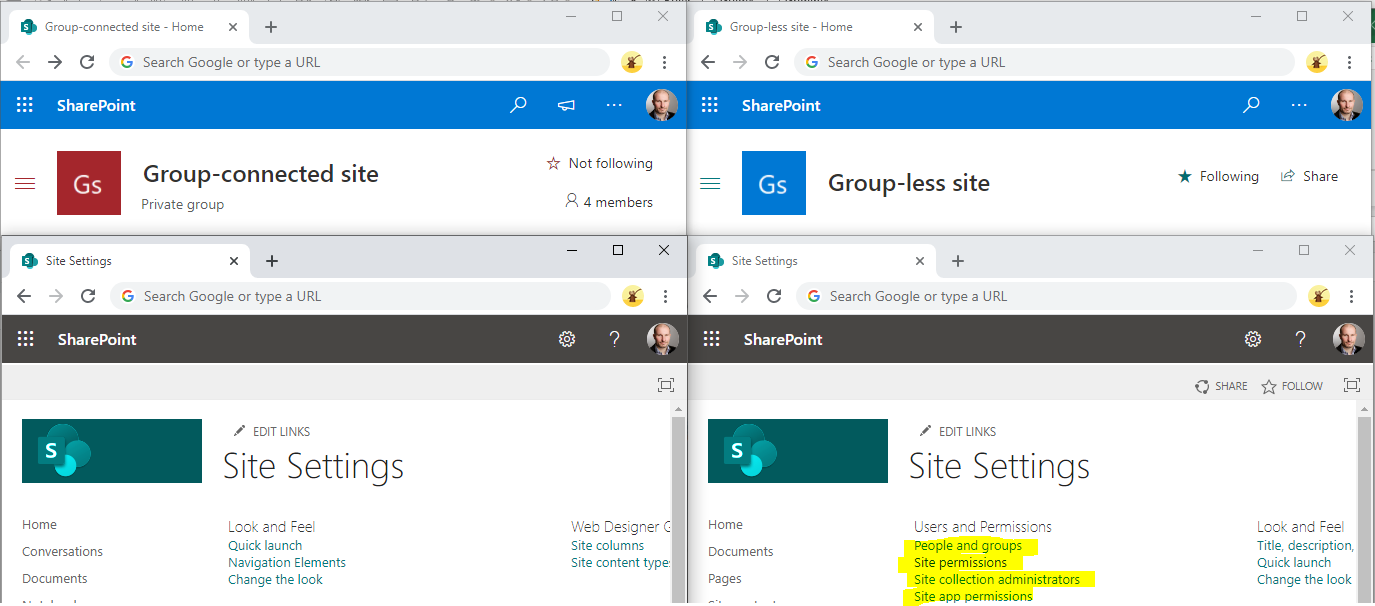 Group-connected site - Home
Search Google or type a URL
SharePoint
Gs
Group-connected site
Private group
Not following
4 members
Group-less site - Home
Search Google or type a URL
SharePoint
Gs
Group-less site
Following
Share
Site Settings
Search Google or type a URL
SharePoint
?
S
EDIT LINKS
Site Settings
Home
Conversations
Documents
Look and Feel
Quick launch
Navigation Elements
Change the look
Web Designer G
Site columns
Site content type
Site Settings
Search Google or type a URL
SharePoint
?
SHARE
FOLLOW
S
EDIT LINKS
Site Settings
Home
Documents
Pages
Users and Permissions
People and groups
Site permissions
Site collection administrators
Site app permissions
Look and Feel
Title, description,
Quick launch
Change the look